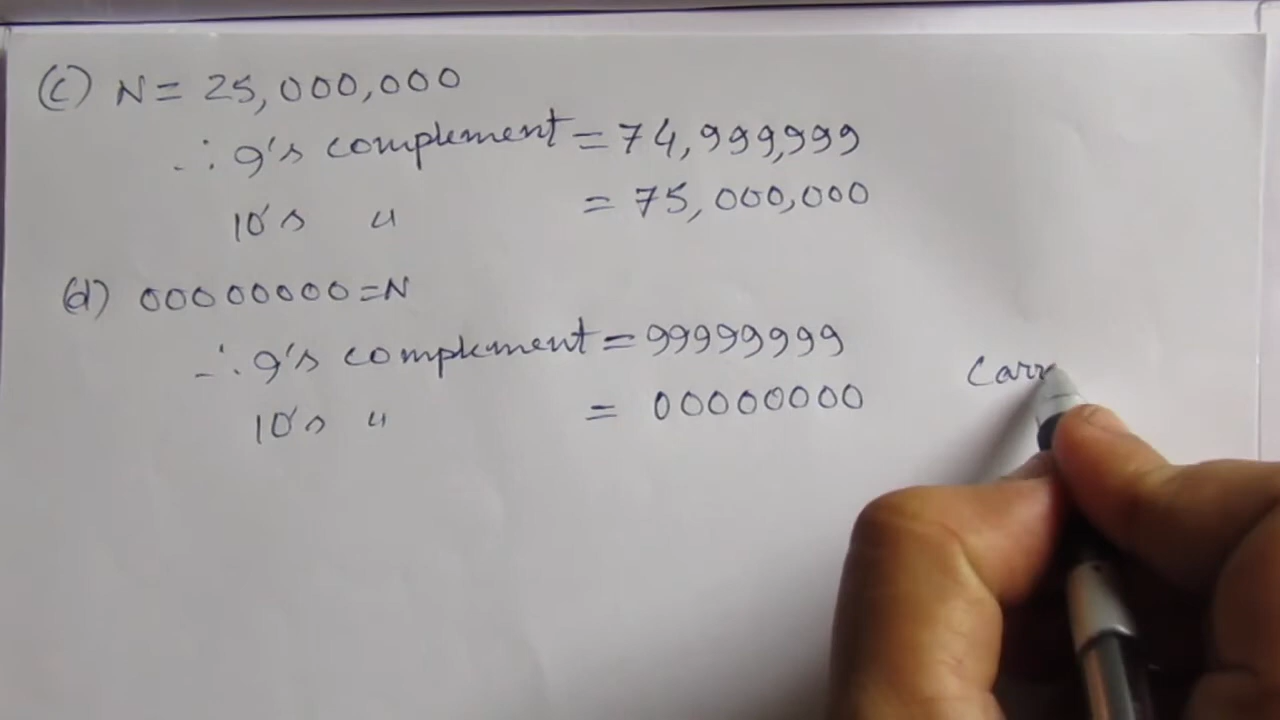 (c) N = 25,000,000
∴ 9's complement = 74,999,999
10's " = 75,000,000
(d) 00000000 = N
∴ 9's complement = 99999999
10's " = 00000000
Carr